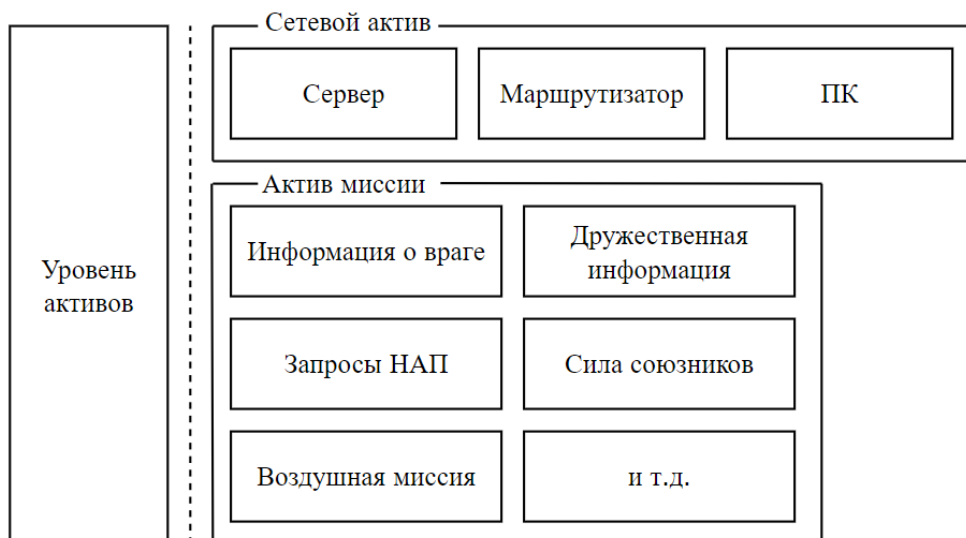 Сетевой актив
Сервер
Маршрутизатор
ПК
Уровень
активов
Актив миссии
Информация о враге
Дружественная
информация
Запросы НАП
Сила союзников
Воздушная миссия
и т.д.